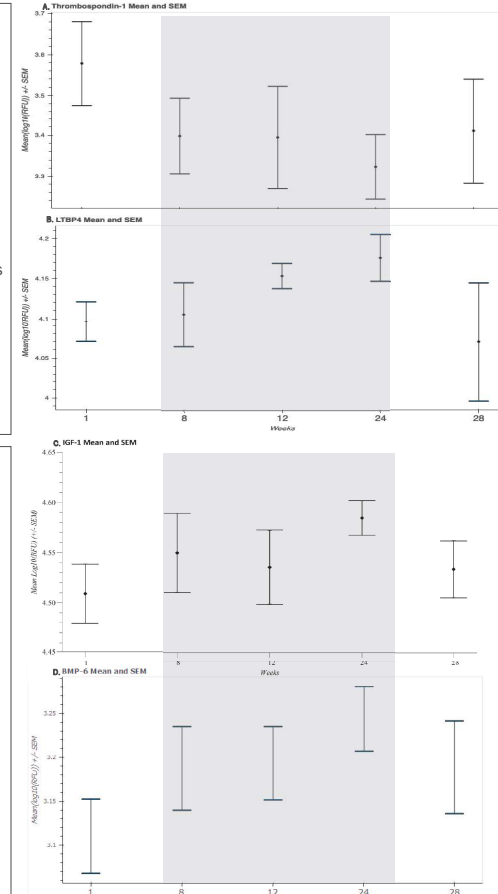 A. Thrombospondin-1 Mean and SEM
Mean(log10(RFU)) +/- SEM
3.7
3.6
3.5
3.4
3.3
B. LTBP4 Mean and SEM
Mean(log10(RFU)) +/- SEM
4.2
4.15
4.1
4.05
4
1 8 12 24 28
Weeks
C. IGF-1 Mean and SEM
Mean Log10(RFU) (+/- SEM)
4.65
4.60
4.55
4.50
4.45
1 8 12 24 28
Weeks
D. BMP-6 Mean and SEM
Mean(log10(RFU)) +/- SEM
3.25
3.2
3.15
3.1
1 8 12 24 28